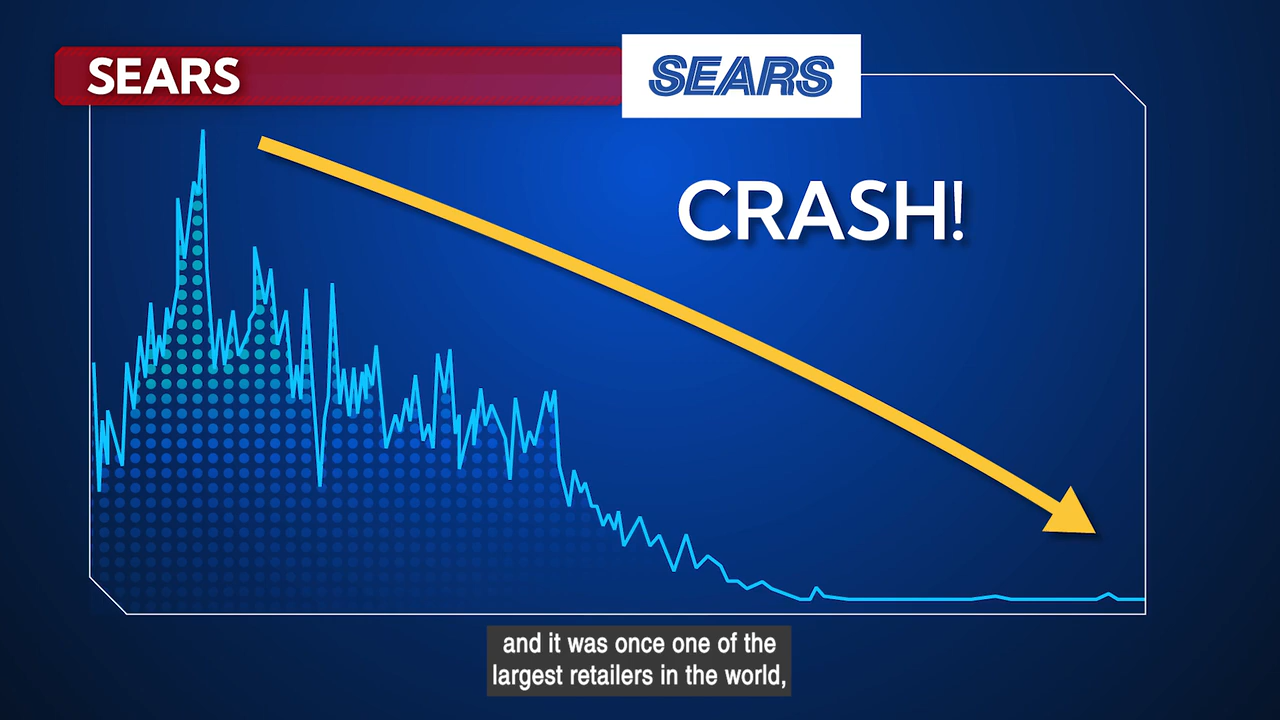 SEARS
SEARS
CRASH!
and it was once one of the
largest retailers in the world,